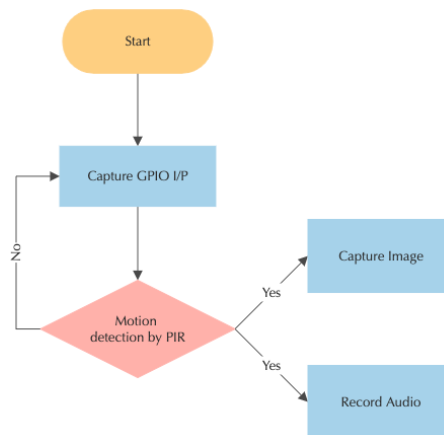 Start
Capture GPIO I/P
No
Motion
detection by PIR
Yes
Capture Image
Yes
Record Audio